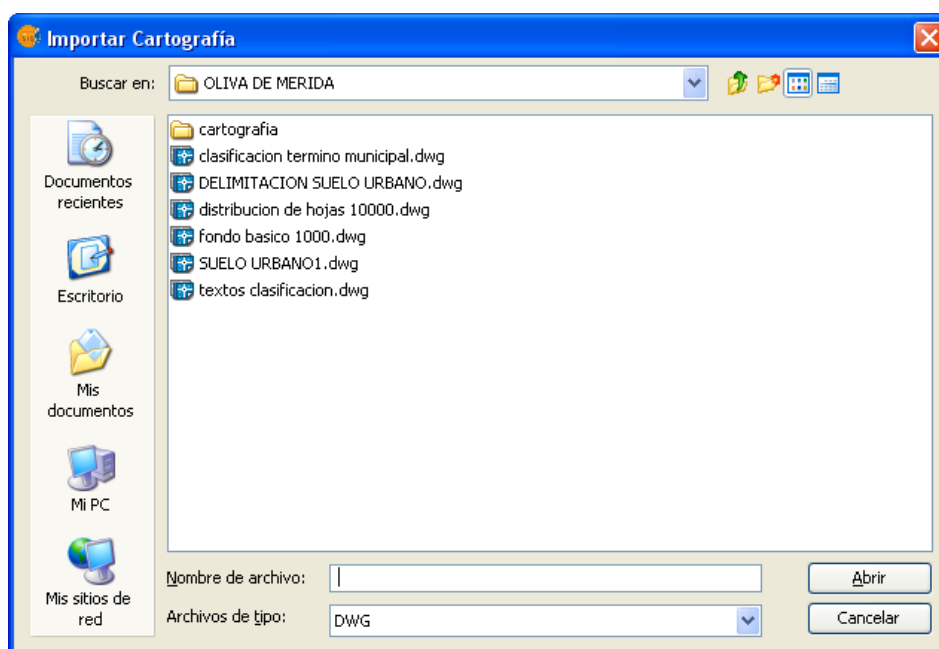 Importar Cartografía
Buscar en:
OLIVA DE MERIDA
Documentos
recientes
Escritorio
Mis
documentos
Mi PC
Mis sitios de
red
cartografia
clasificacion termino municipal.dwg
DELIMITACION SUELO URBANO.dwg
distribucion de hojas 10000.dwg
fondo basico 1000.dwg
SUELO URBANO1.dwg
textos clasificacion.dwg
Nombre de archivo:
Abrir
Archivos de tipo:
DWG
Cancelar